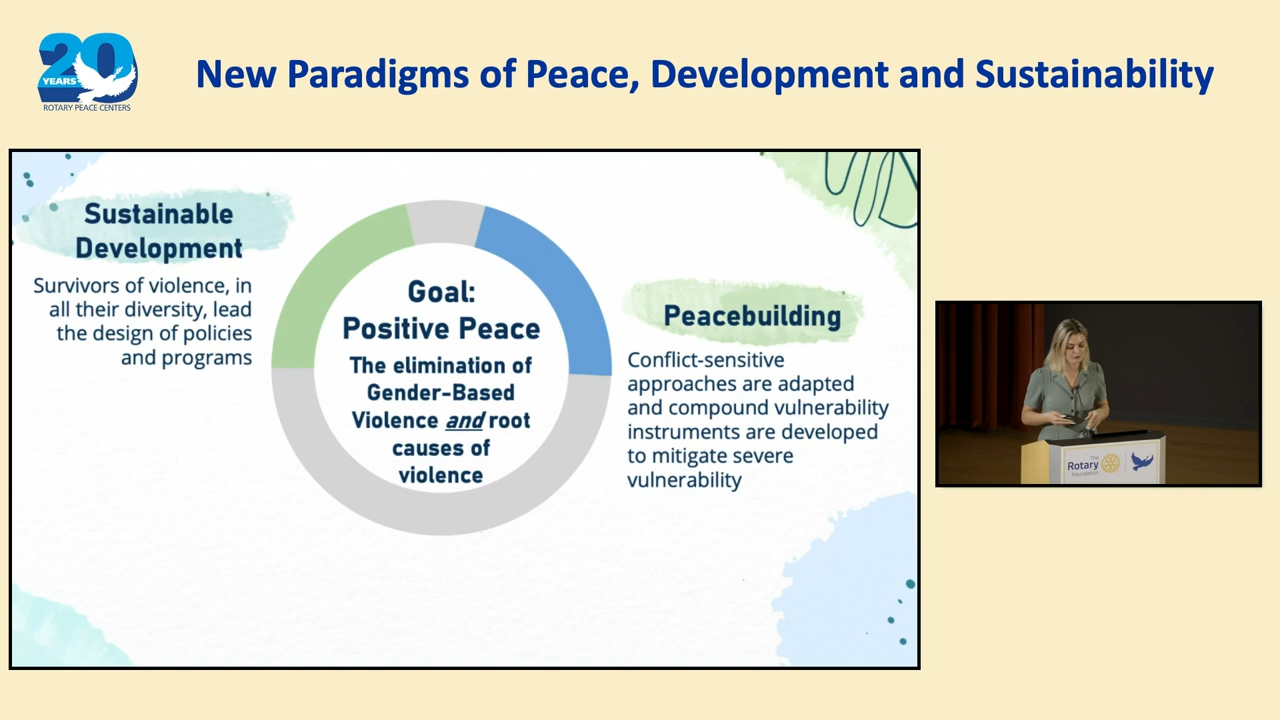 20
YEARS
ROTARY PEACE CENTERS
New Paradigms of Peace, Development and Sustainability
Sustainable
Development
Survivors of violence, in
all their diversity, lead
the design of policies
and programs
Goal:
Positive Peace
The elimination of
Gender-Based
Violence and root
causes of
violence
Peacebuilding
Conflict-sensitive
approaches are adapted
and compound vulnerability
instruments are developed
to mitigate severe
vulnerability
The
Rotary
Foundation